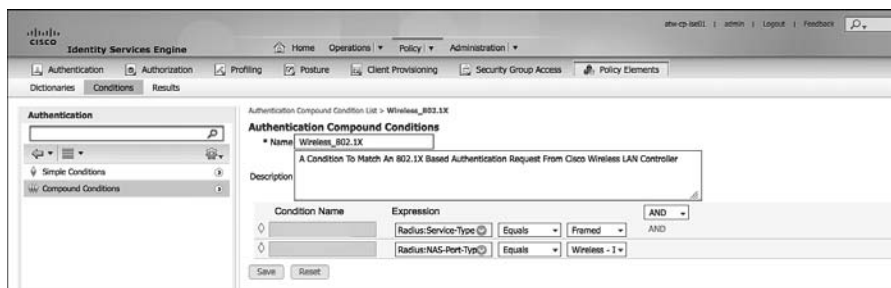 atw-cp-ise01 | admin | Logout | Feedback
CISCO Identity Services Engine
Home Operations Policy Administration
Authentication Authorization Profiling Posture Client Provisioning Security Group Access Policy Elements
Dictionaries Conditions Results
Authentication
Simple Conditions
Compound Conditions
Authentication Compound Condition List > Wireless_802.1X
Authentication Compound Conditions
* Name Wireless_802.1X
Description A Condition To Match An 802.1X Based Authentication Request From Cisco Wireless LAN Controller
Condition Name Expression AND
Radius:Service-Type Equals Framed AND
Radius:NAS-Port-Typ Equals Wireless - I
Save Reset